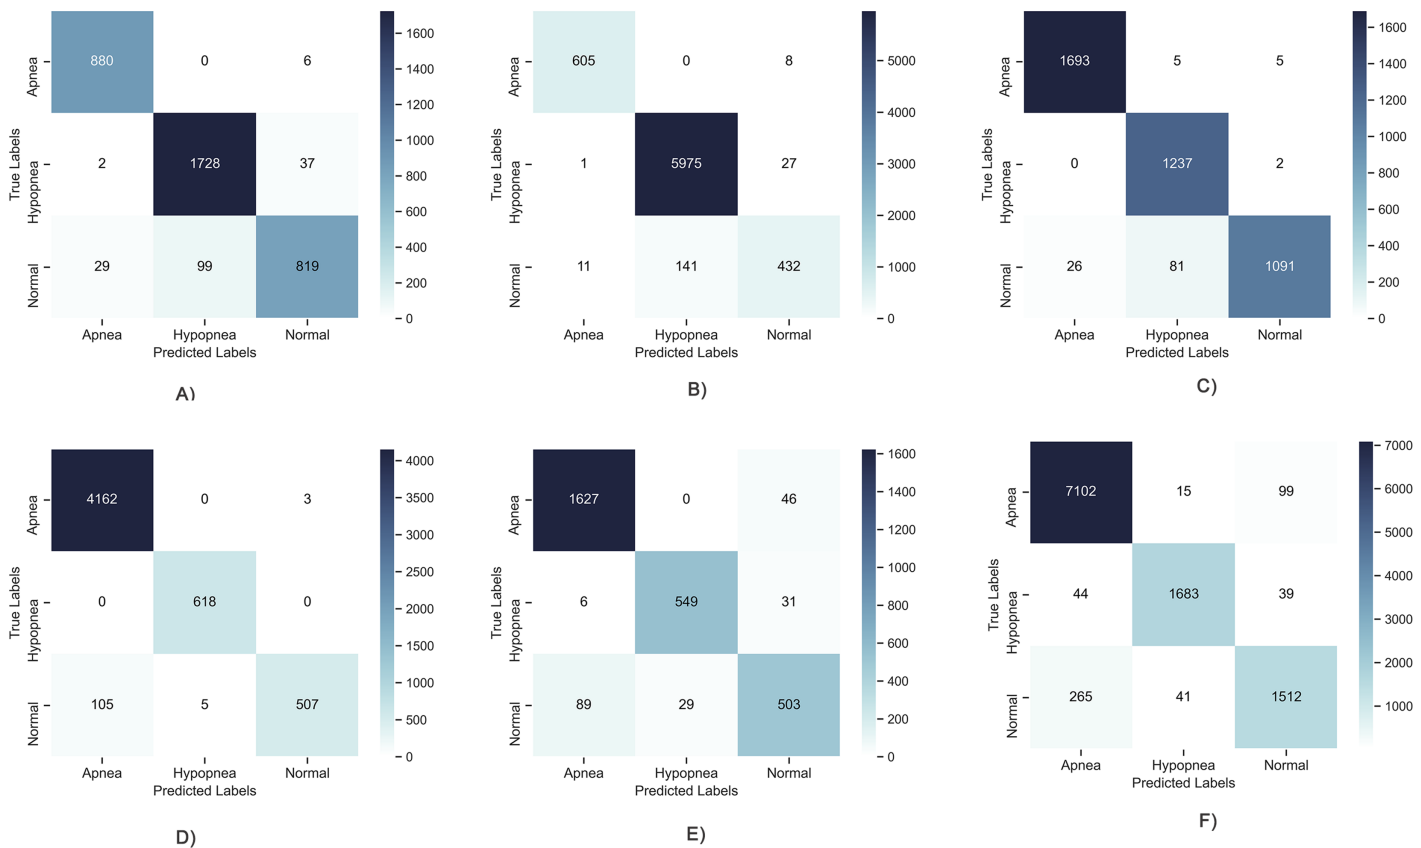 Apnea 880 0 6
Hypopnea 2 1728 37
Normal 29 99 819
True Labels
Apnea Hypopnea Normal
Predicted Labels
1600
1400
1200
1000
800
600
400
200
0
A)
Apnea 605 0 8
Hypopnea 1 5975 27
Normal 11 141 432
True Labels
Apnea Hypopnea Normal
Predicted Labels
5000
4000
3000
2000
1000
0
B)
Apnea 1693 5 5
Hypopnea 0 1237 2
Normal 26 81 1091
True Labels
Apnea Hypopnea Normal
Predicted Labels
1600
1400
1200
1000
800
600
400
200
0
C)
Apnea 4162 0 3
Hypopnea 0 618 0
Normal 105 5 507
True Labels
Apnea Hypopnea Normal
Predicted Labels
4000
3500
3000
2500
2000
1500
1000
500
0
D)
Apnea 1627 0 46
Hypopnea 6 549 31
Normal 89 29 503
True Labels
Apnea Hypopnea Normal
Predicted Labels
1600
1400
1200
1000
800
600
400
200
0
E)
Apnea 7102 15 99
Hypopnea 44 1683 39
Normal 265 41 1512
True Labels
Apnea Hypopnea Normal
Predicted Labels
7000
6000
5000
4000
3000
2000
1000
F)